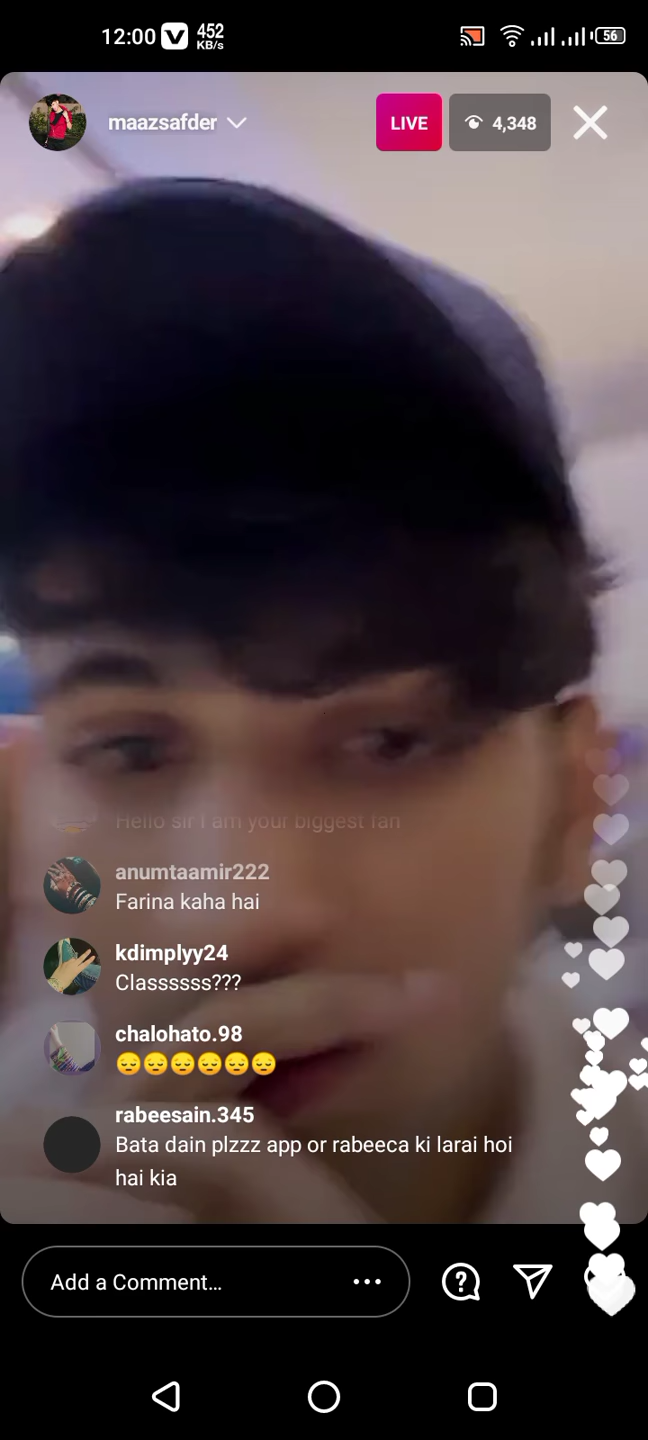 12:00 V 452
KB/s
56
maazsafder
LIVE
4,348
Hello sir I am your biggest fan
anumtaamir222
Farina kaha hai
kdimplyy24
Classssss???
chalohato.98
😔😔😔😔😔😔
rabeesain.345
Bata dain plzzz app or rabeeca ki larai hoi
hai kia
Add a Comment...